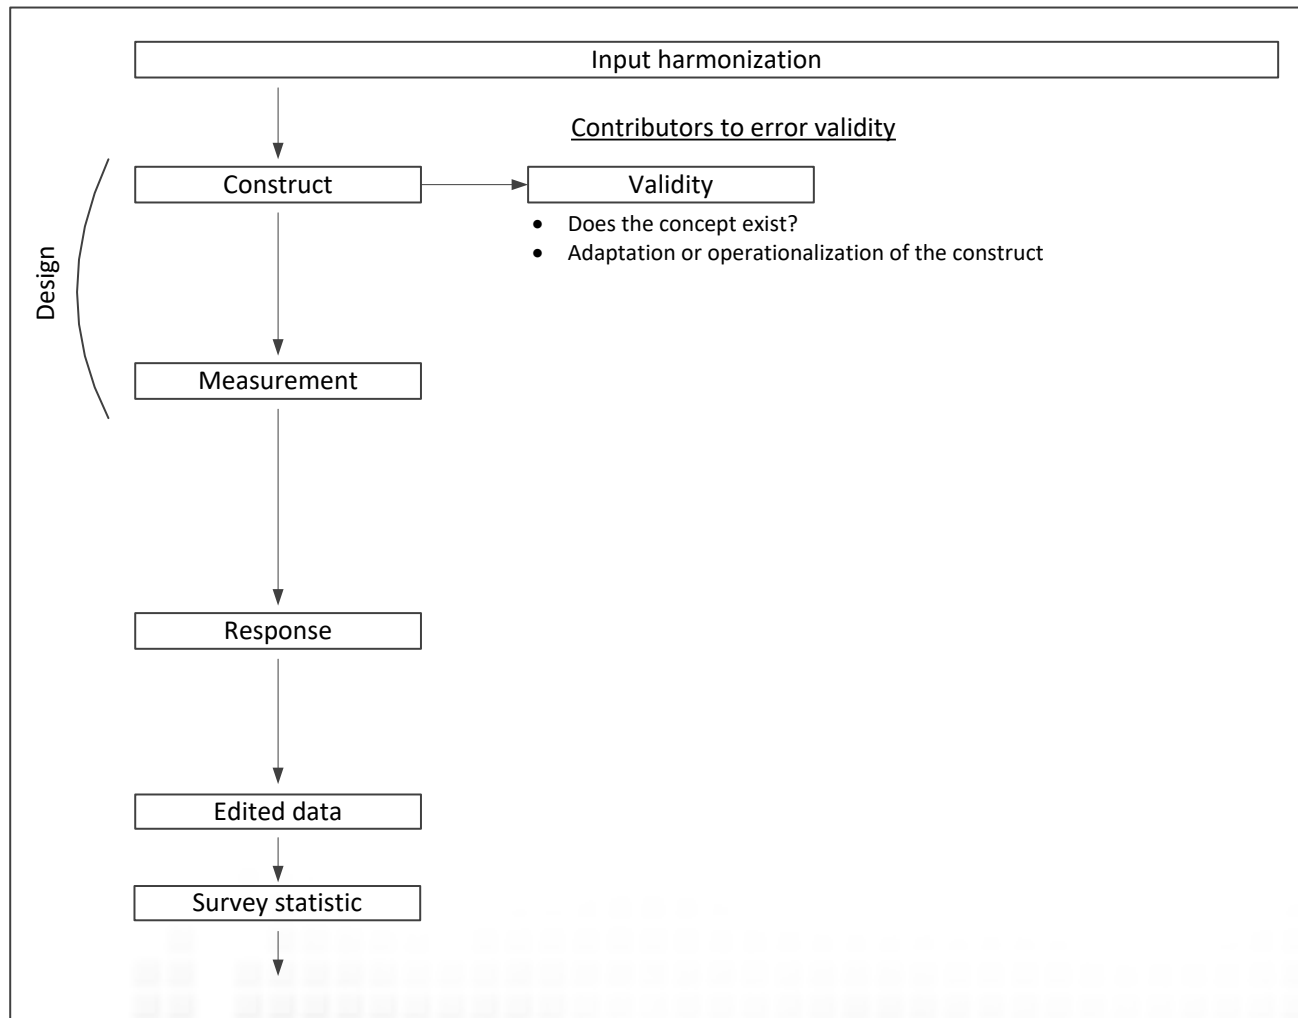 Input harmonization
Contributors to error validity
Construct
Validity
• Does the concept exist?
• Adaptation or operationalization of the construct
Design
Measurement
Response
Edited data
Survey statistic